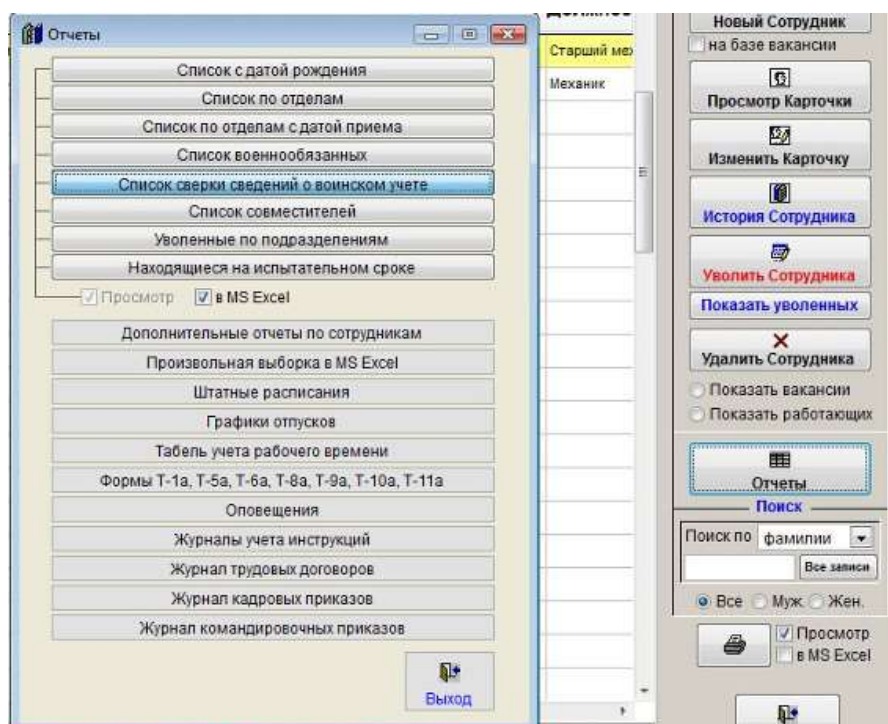 Отчеты
Список с датой рождения
Список по отделам
Список по отделам с датой приема
Список военнообязанных
Список сверки сведений о воинском учете
Список совместителей
Уволенные по подразделениям
Находящиеся на испытательном сроке
Просмотр в MS Excel
Дополнительные отчеты по сотрудникам
Произвольная выборка в MS Excel
Штатные расписания
Графики отпусков
Табель учета рабочего времени
Формы Т-1а, Т-5а, Т-6а, Т-8а, Т-9а, Т-10а, Т-11а
Оповещения
Журналы учета инструкций
Журнал трудовых договоров
Журнал кадровых приказов
Журнал командировочных приказов
Выход
Старший мех
Механик
Новый Сотрудник
на базе вакансии
Просмотр Карточки
Изменить Карточку
История Сотрудника
Уволить Сотрудника
Показать уволенных
Удалить Сотрудника
Показать вакансии
Показать работающих
Отчеты
Поиск
Поиск по фамилии
Все записи
Все Муж. Жен.
Просмотр
в MS Excel